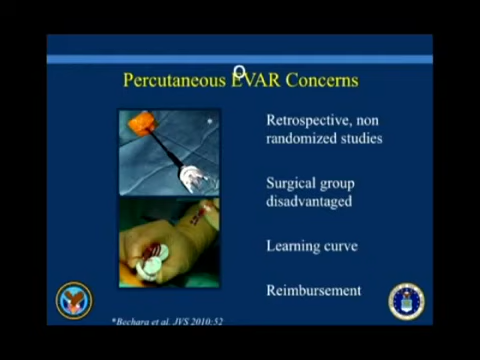 Percutaneous EVAR Concerns
Retrospective, non
randomized studies
Surgical group
disadvantaged
Learning curve
Reimbursement
*Bechara et al. JVS 2010:52